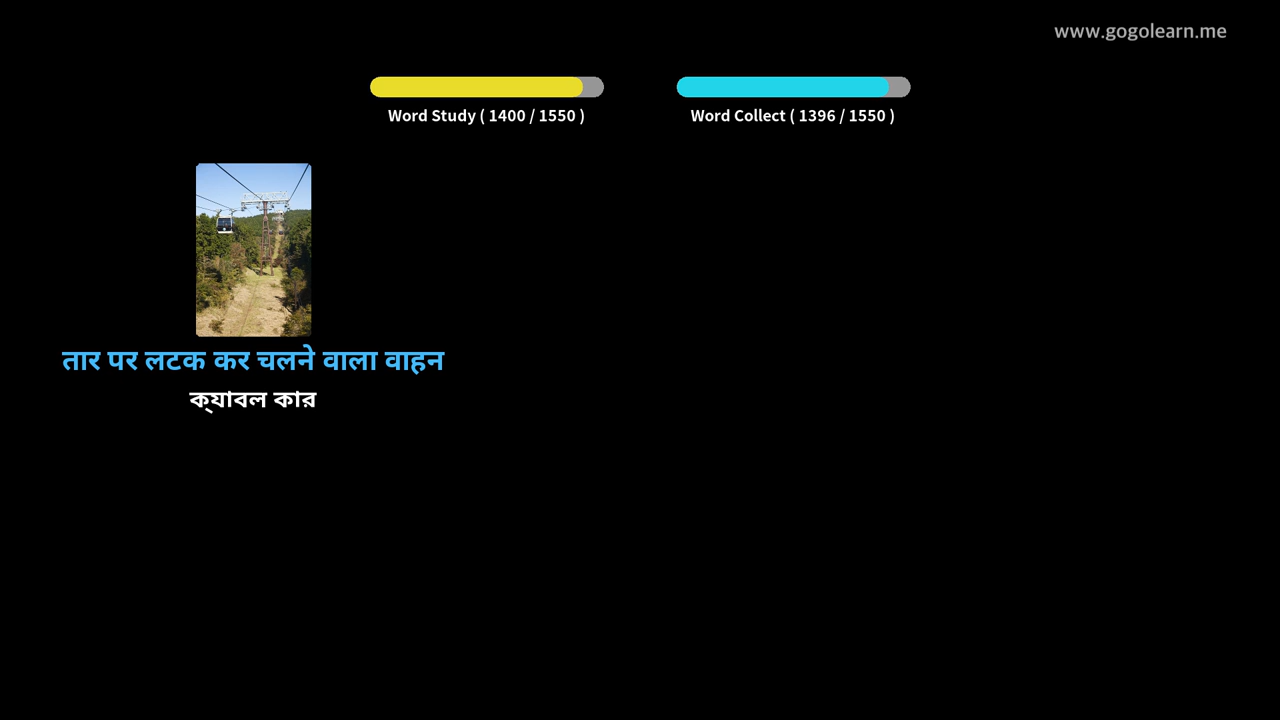 www.gogolearn.me
Word Study ( 1400 / 1550 )
Word Collect ( 1396 / 1550 )
तार पर लटक कर चलने वाला वाहन
ক্যাবল কার